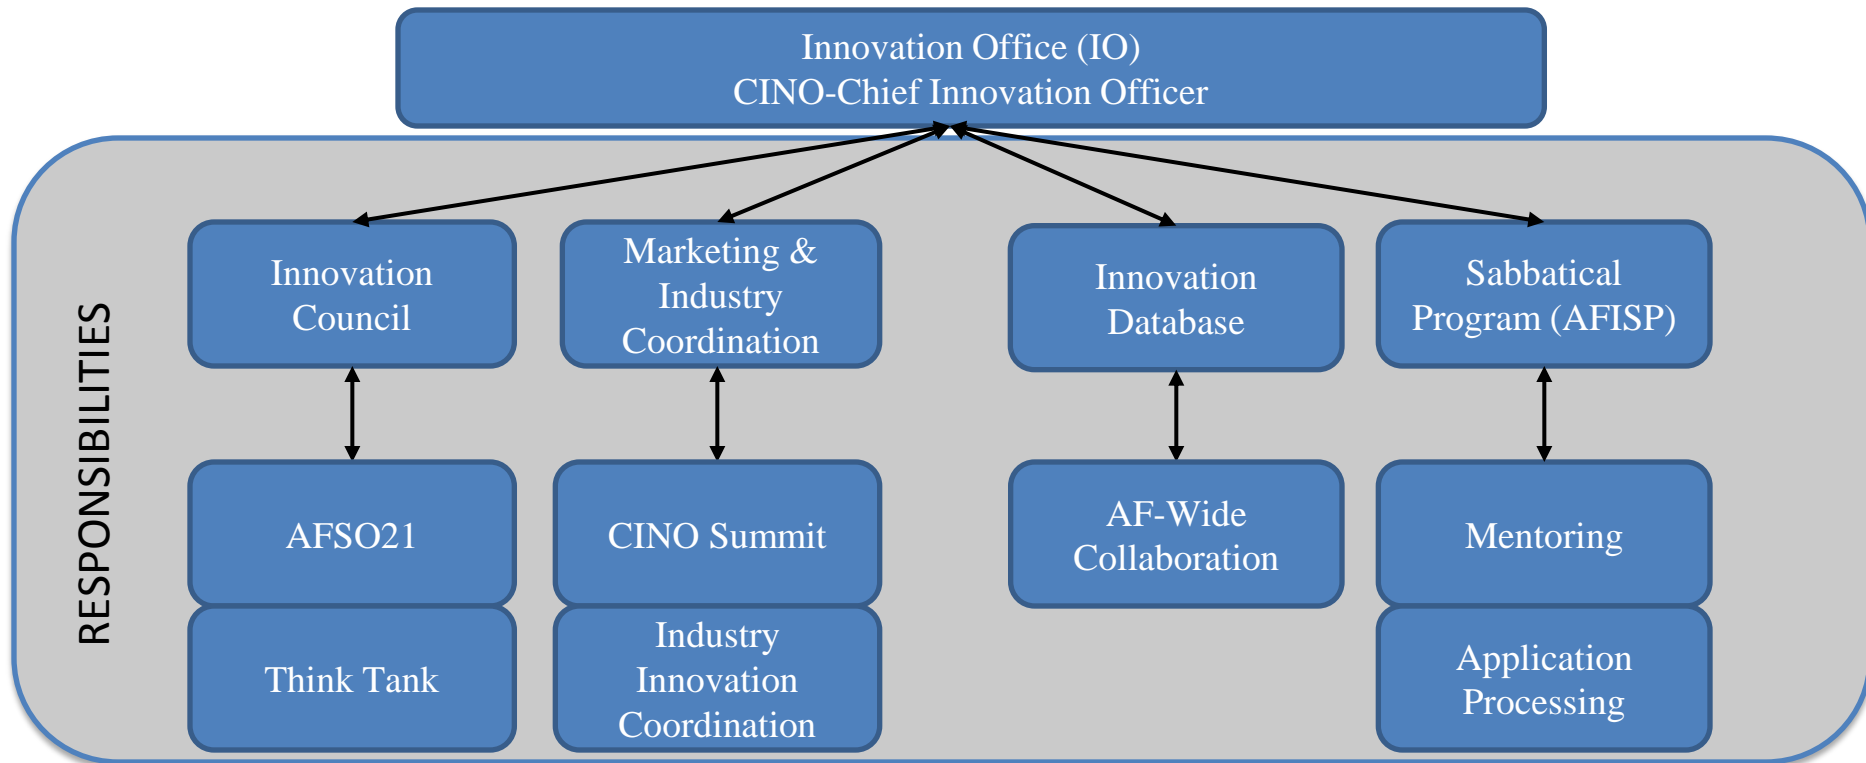 Innovation Office (IO)
CINO-Chief Innovation Officer
RESPONSIBILITIES
Innovation
Council
Marketing &
Industry
Coordination
Innovation
Database
Sabbatical
Program (AFISP)
AFSO21
CINO Summit
AF-Wide
Collaboration
Mentoring
Think Tank
Industry
Innovation
Coordination
Application
Processing